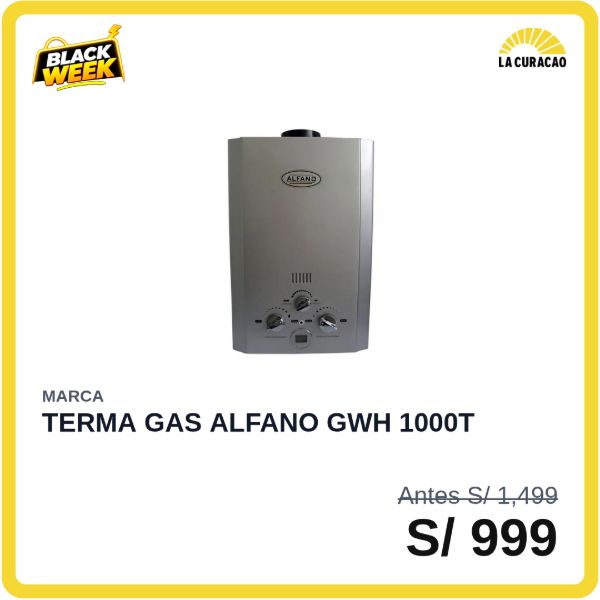 BLACK
WEEK
LA CURACAO
ALFANO
MARCA
TERMA GAS ALFANO GWH 1000T
Antes S/ 1,499
S/ 999